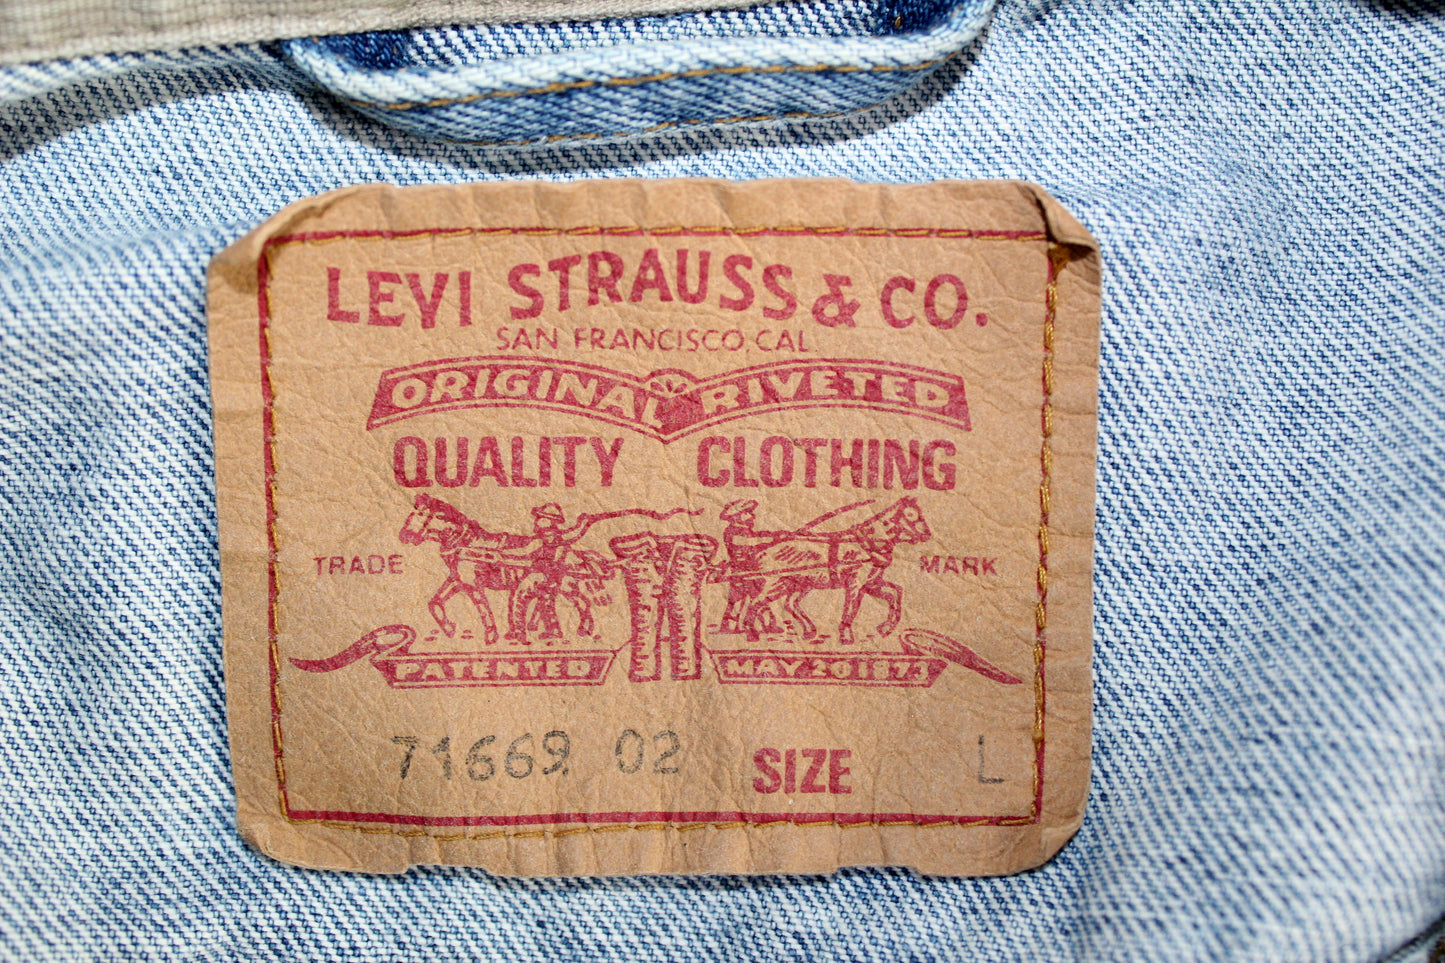 LEVI STRAUSS & CO.
SAN FRANCISCO, CAL
ORIGINAL RIVETED
QUALITY CLOTHING
TRADE MARK
PATENTED MAY 20 1873
71669 02 SIZE L